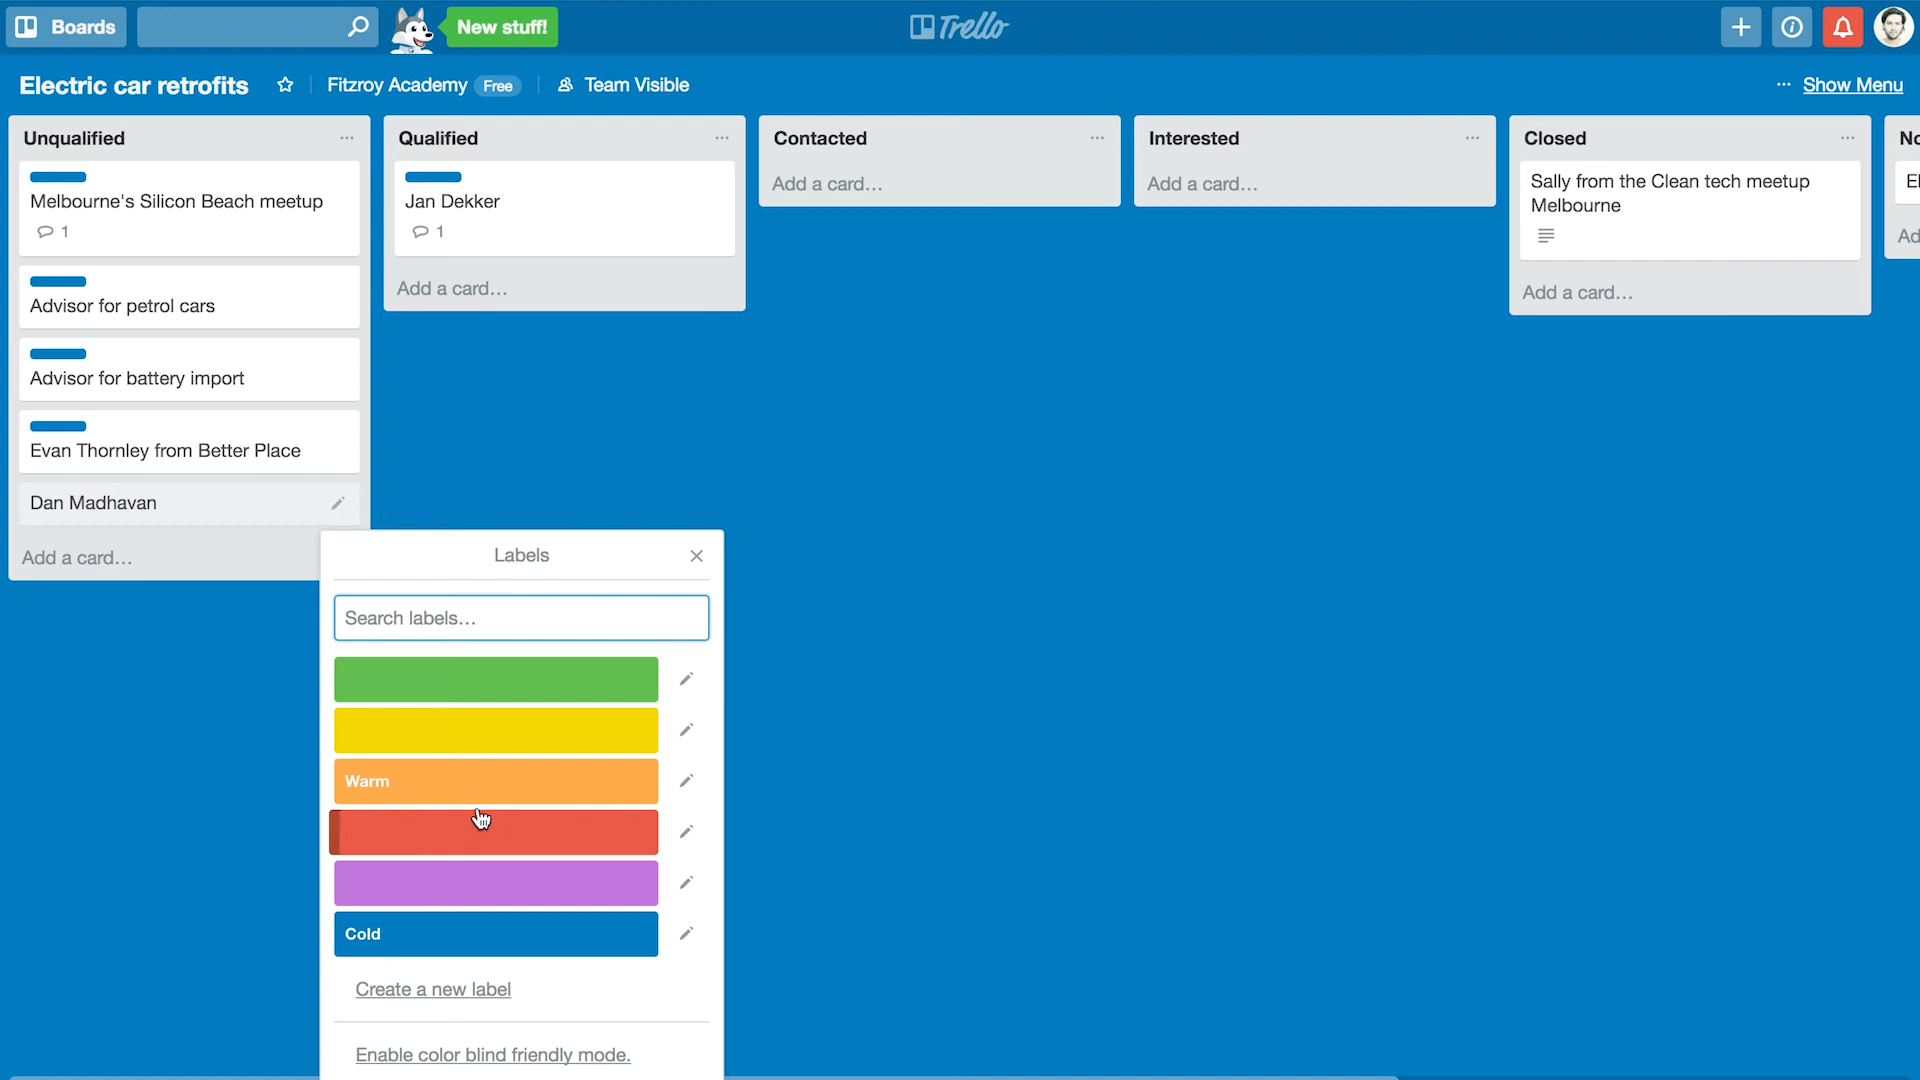 Boards
New stuff!
Trello
Electric car retrofits
Fitzroy Academy Free
Team Visible
... Show Menu
Unqualified
Melbourne's Silicon Beach meetup
1
Advisor for petrol cars
Advisor for battery import
Evan Thornley from Better Place
Dan Madhavan
Add a card…
Qualified
Jan Dekker
1
Add a card…
Contacted
Add a card…
Interested
Add a card…
Closed
Sally from the Clean tech meetup
Melbourne
Add a card…
Labels
Search labels…
Warm
Cold
Create a new label
Enable color blind friendly mode.